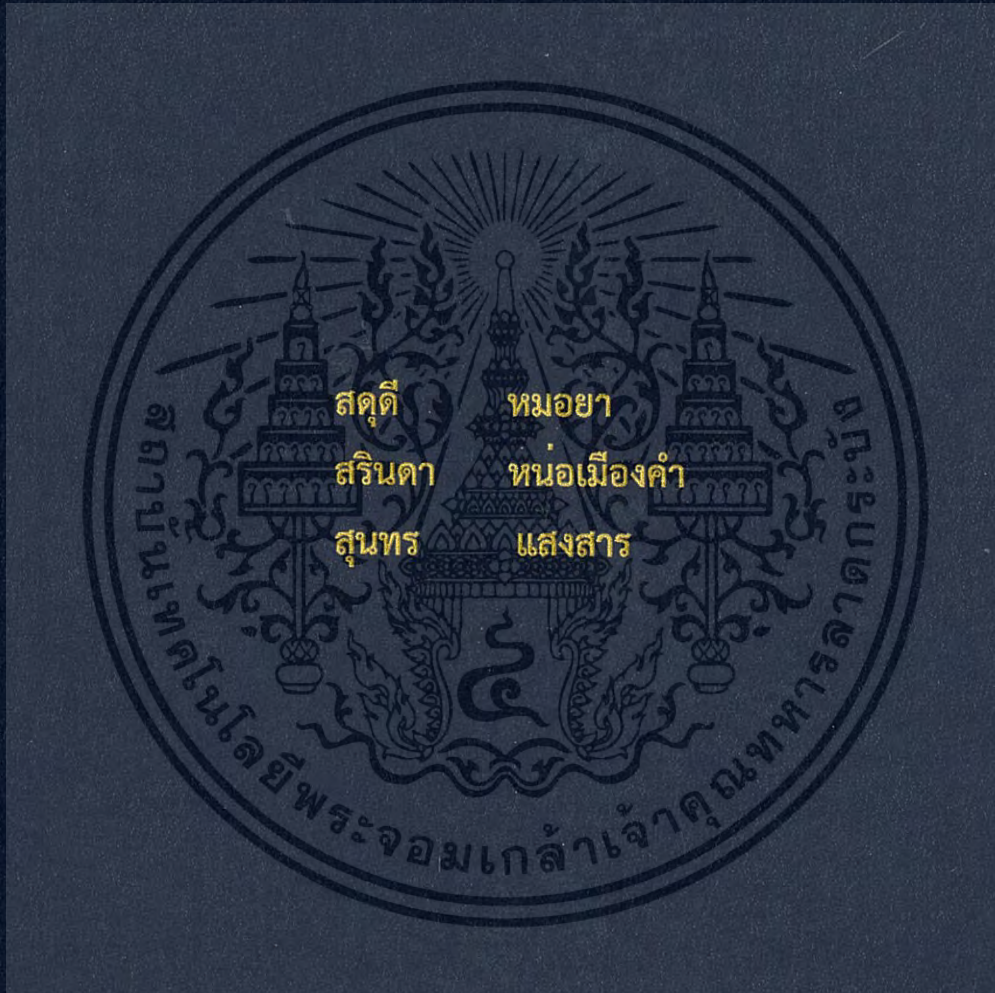 สดุดี หมอยา
สรินดา หน่อเมืองคำ
สุนทร แสงสาร
สถาบันเทคโนโลยีพระจอมเกล้าเจ้าคุณทหารลาดกระบัง
๔